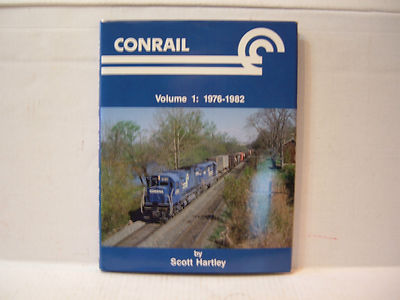 CONRAIL
Volume 1: 1976-1982
by
Scott Hartley